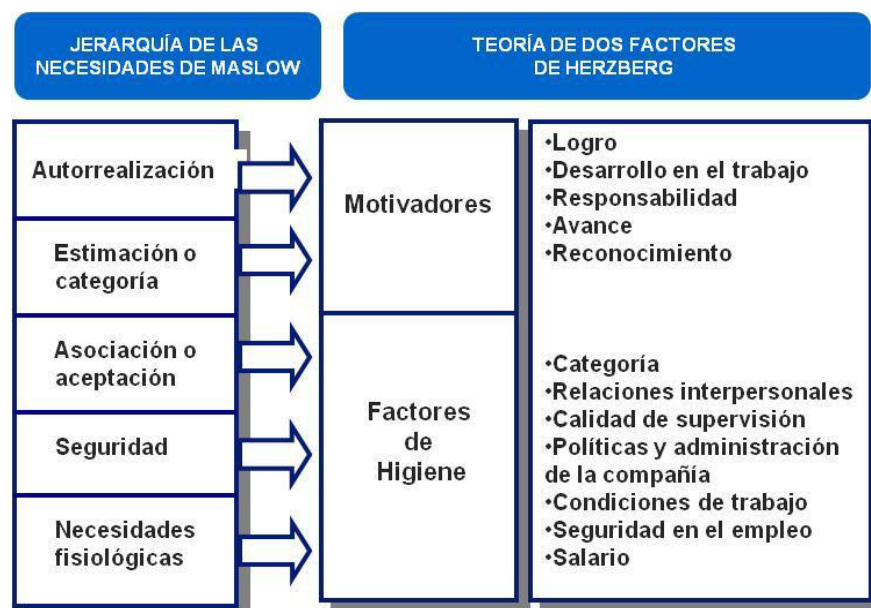 JERARQUÍA DE LAS
NECESIDADES DE MASLOW
TEORÍA DE DOS FACTORES
DE HERZBERG
Autorrealización
Estimación o
categoría
Asociación o
aceptación
Seguridad
Necesidades
fisiológicas
Motivadores
Factores
de
Higiene
•Logro
•Desarrollo en el trabajo
•Responsabilidad
•Avance
•Reconocimiento
•Categoría
•Relaciones interpersonales
•Calidad de supervisión
•Políticas y administración
de la compañía
•Condiciones de trabajo
•Seguridad en el empleo
•Salario